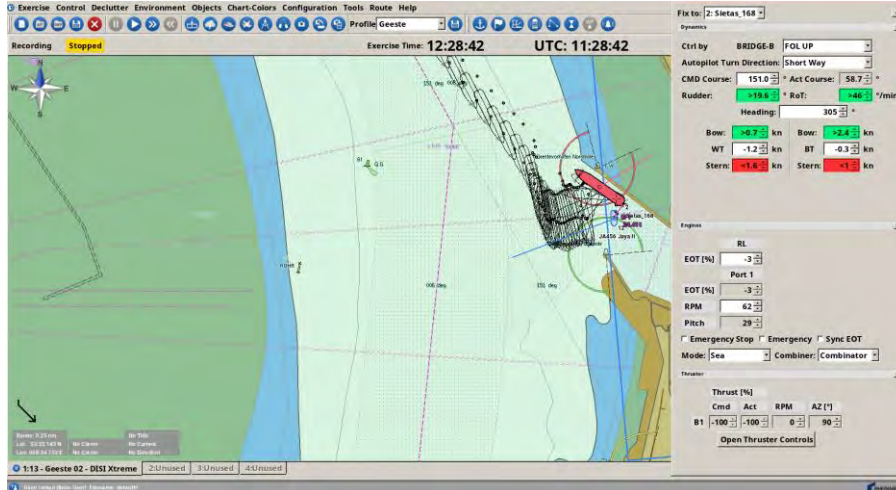 Exercise Control Declutter Environment Objects Chart-Colors Configuration Tools Route Help
Profile Geeste
Recording Stopped Exercise Time: 12:28:42 UTC: 11:28:42
N
W E
S
151 deg
006 deg
Sietas_168
JA456 Jaya II
006 deg
151 deg
No Tide
No Current
1:13 - Geeste 02 - DISI Xtreme 2:Unused 3:Unused 4:Unused
Fix to: 2: Sietas_168
Dynamics
Ctrl by BRIDGE-B FOL UP
Autopilot Turn Direction: Short Way
CMD Course: 151.0 ° Act Course: 58.7 °
Rudder: >19.6 ° RoT: >46 °/min
Heading: 305 °
Bow: >0.7 kn Bow: >2.4 kn
WT -1.2 kn BT -0.3 kn
Stern: <1.6 kn Stern: <1 kn
Engines
RL
EOT [%] -3
Port 1
EOT [%] -3
RPM 62
Pitch 29
Emergency Stop Emergency Sync EOT
Mode: Sea Combiner: Combinator
Thruster
Thrust [%]
Cmd Act RPM AZ [°]
B1 -100 -100 0 90
Open Thruster Controls